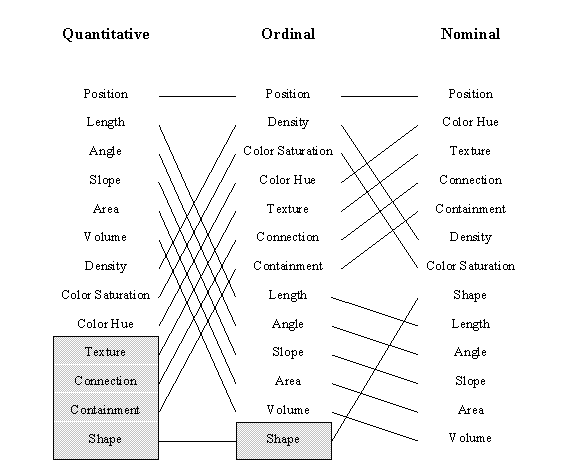 Quantitative Ordinal Nominal
Position Position Position
Length Density Color Hue
Angle Color Saturation Texture
Slope Color Hue Connection
Area Texture Containment
Volume Connection Density
Density Containment Color Saturation
Color Saturation Length Shape
Color Hue Angle Length
Texture Slope Angle
Connection Area Slope
Containment Volume Area
Shape Shape Volume